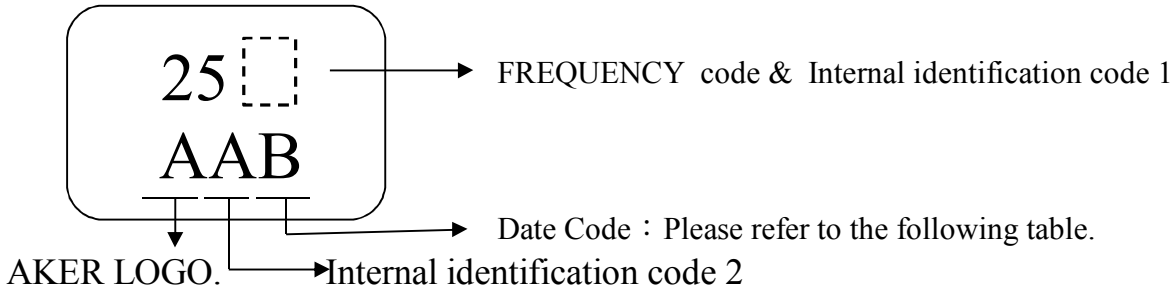 25
FREQUENCY code & Internal identification code 1
AAB
Date Code：Please refer to the following table.
AKER LOGO.
Internal identification code 2